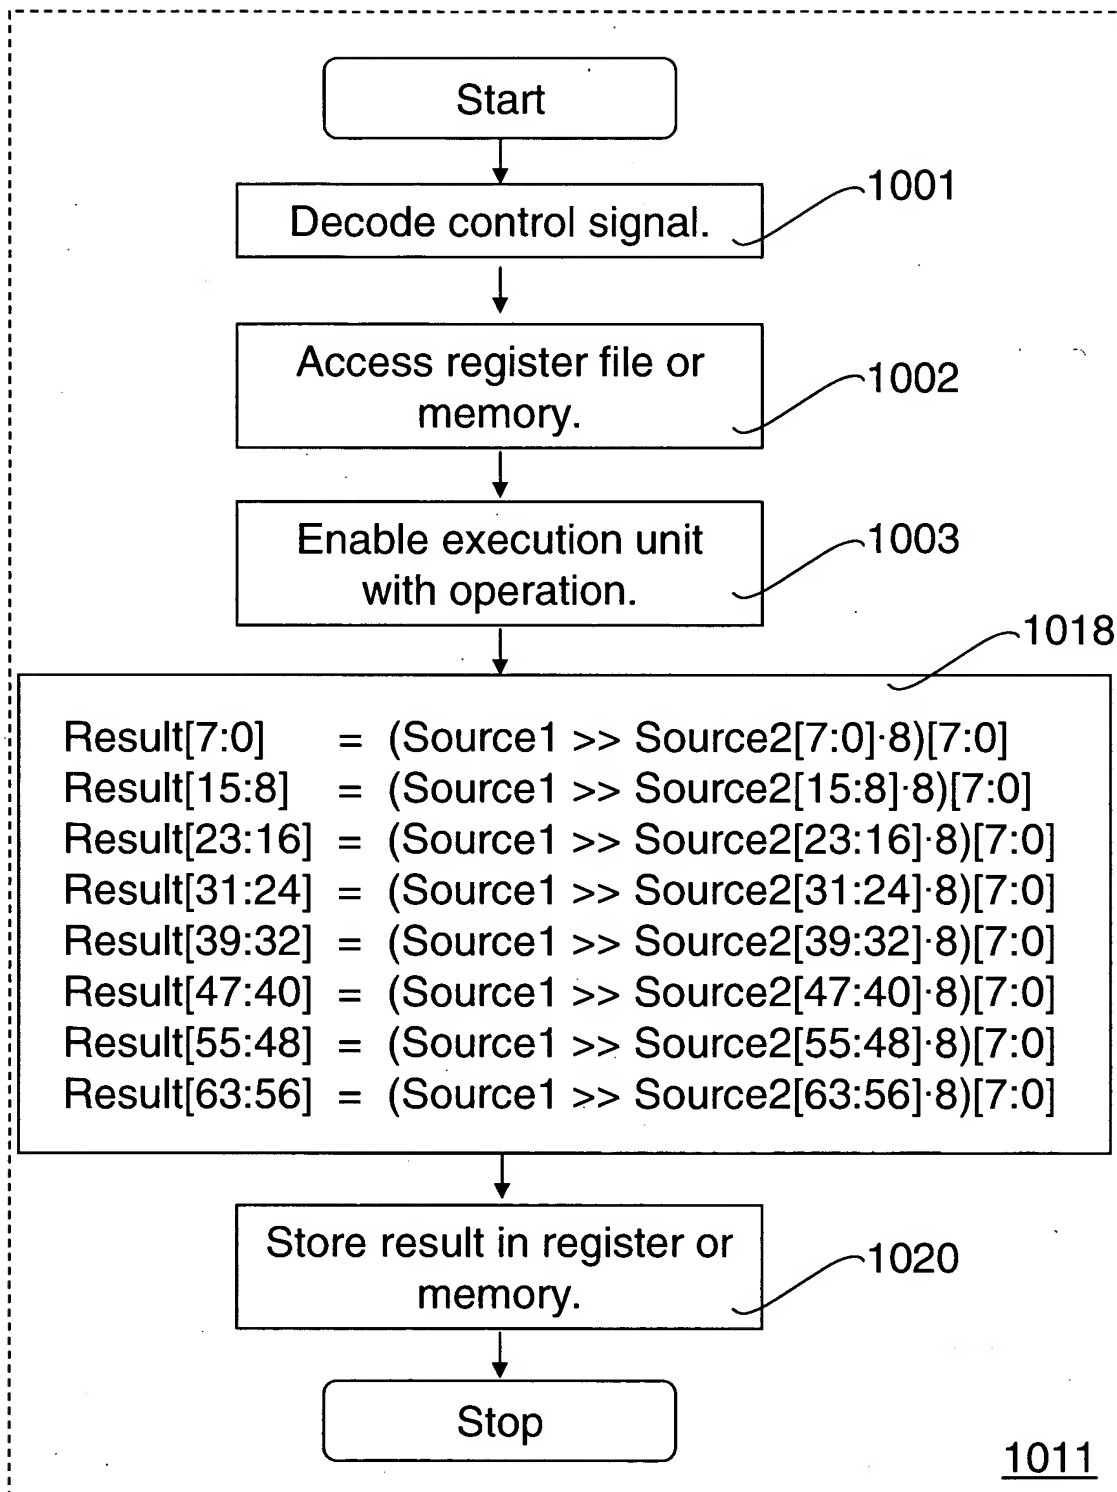 Start
1001
Decode control signal.
Access register file or
memory.
1002
Enable execution unit
with operation.
1003
1018
Result[7:0] = (Source1 >> Source2[7:0]·8)[7:0]
Result[15:8] = (Source1 >> Source2[15:8]·8)[7:0]
Result[23:16] = (Source1 >> Source2[23:16]·8)[7:0]
Result[31:24] = (Source1 >> Source2[31:24]·8)[7:0]
Result[39:32] = (Source1 >> Source2[39:32]·8)[7:0]
Result[47:40] = (Source1 >> Source2[47:40]·8)[7:0]
Result[55:48] = (Source1 >> Source2[55:48]·8)[7:0]
Result[63:56] = (Source1 >> Source2[63:56]·8)[7:0]
Store result in register or
memory.
1020
Stop
1011